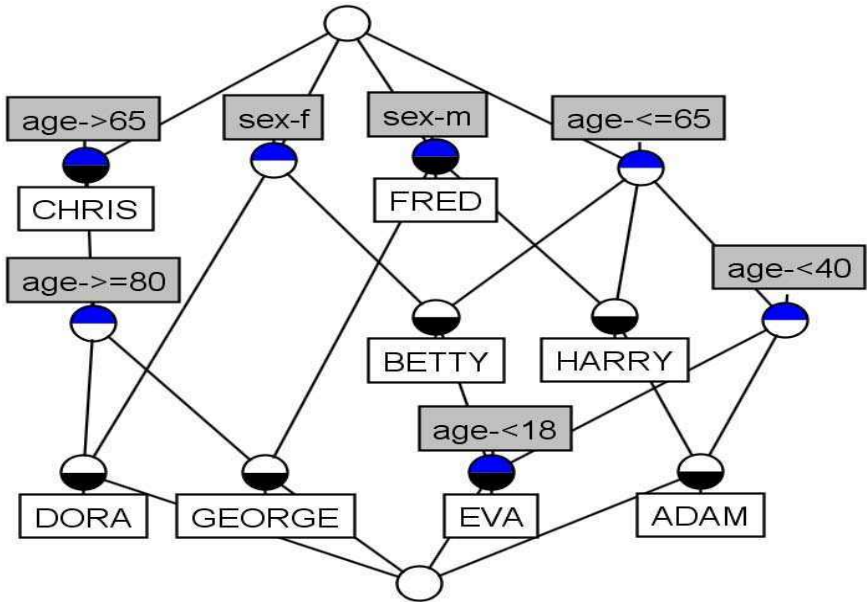 age->65
sex-f
sex-m
age-<=65
CHRIS
FRED
age->=80
age-<40
BETTY
HARRY
age-<18
DORA
GEORGE
EVA
ADAM